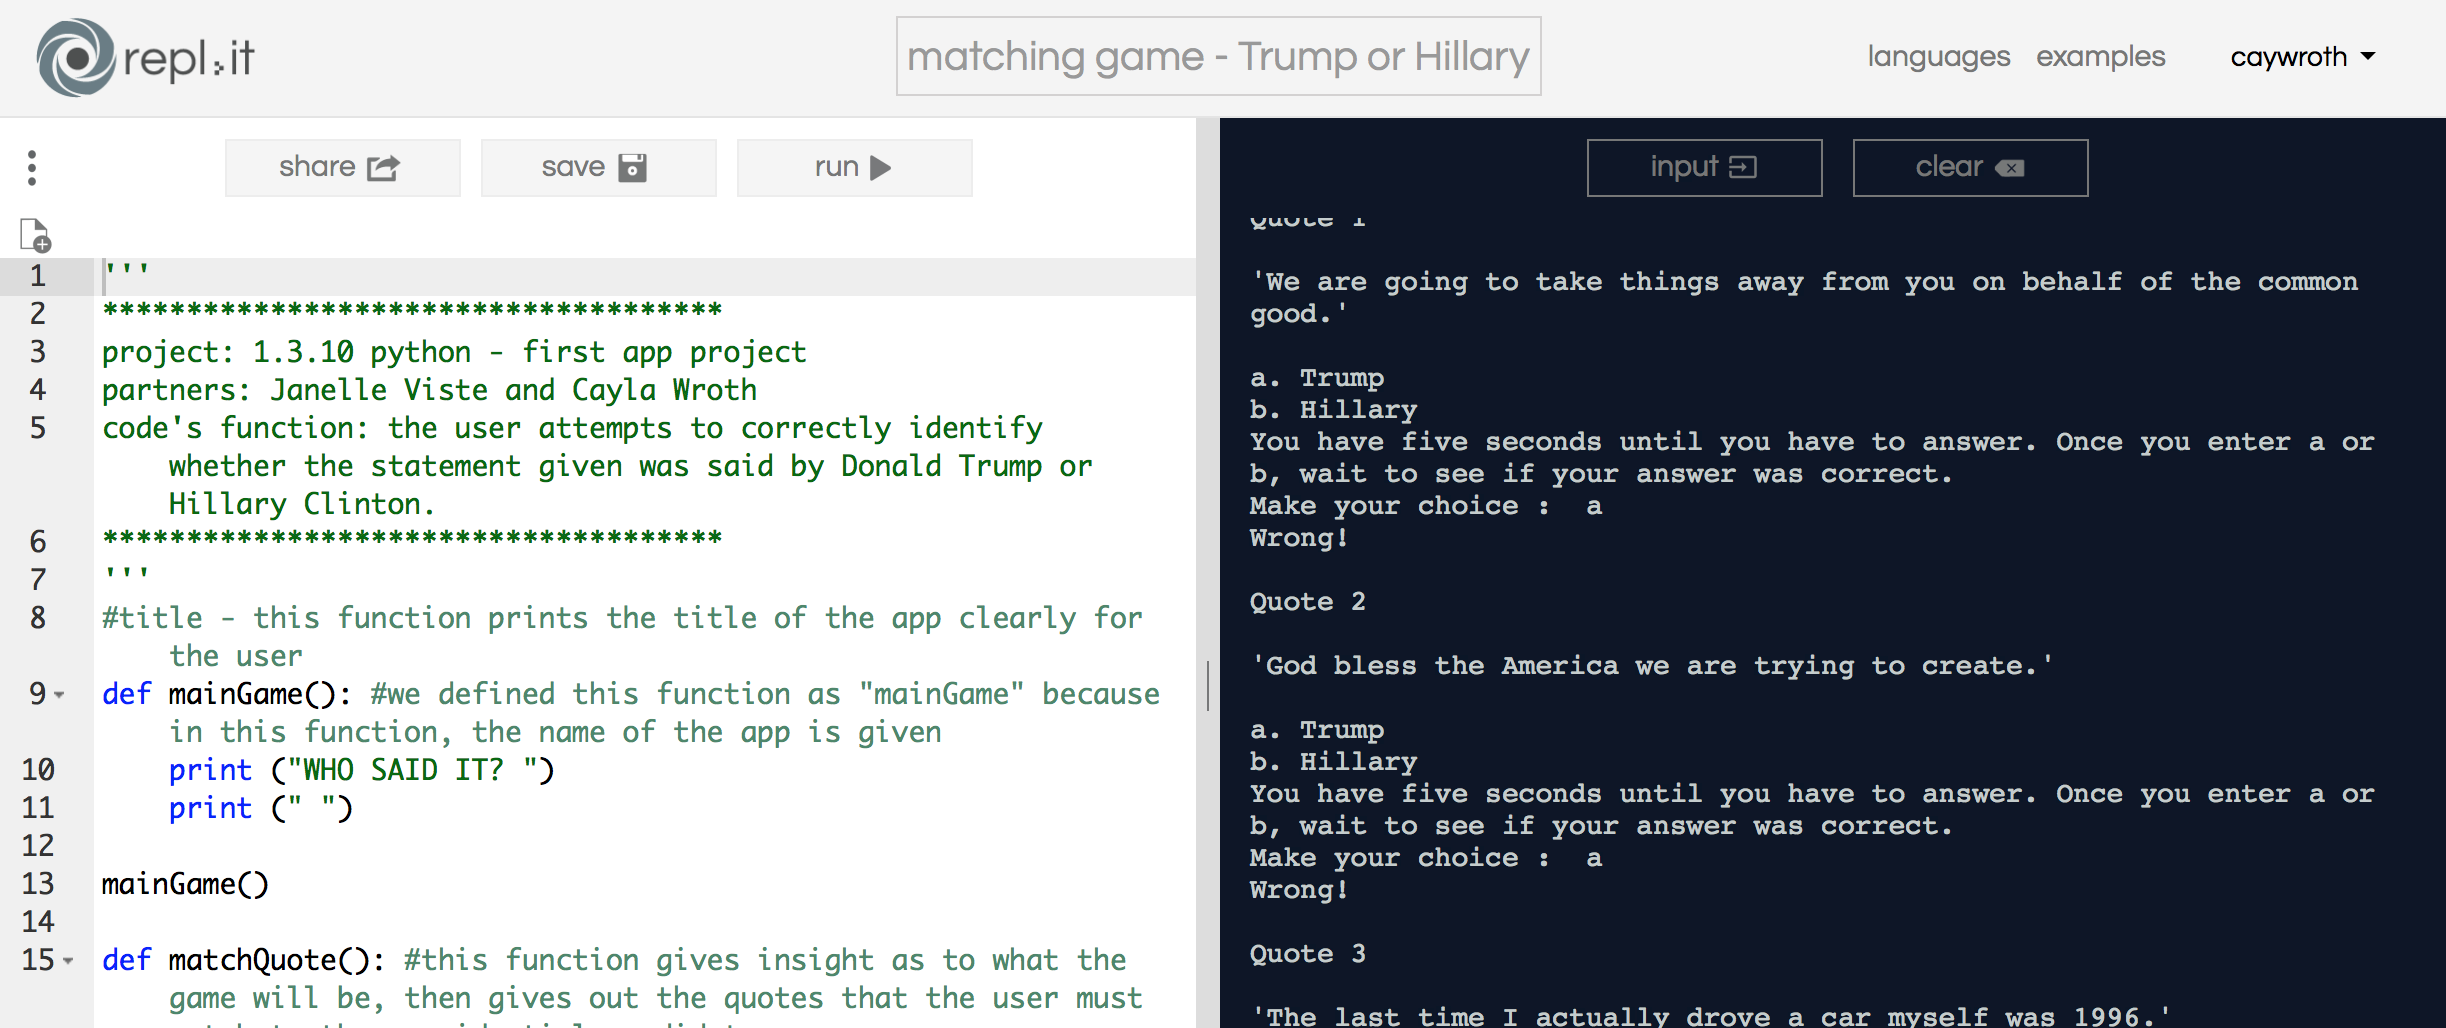 repl.it
matching game - Trump or Hillary
languages examples caywroth
share save run
input clear
1 '''
2 *************************************
3 project: 1.3.10 python - first app project
4 partners: Janelle Viste and Cayla Wroth
5 code's function: the user attempts to correctly identify
whether the statement given was said by Donald Trump or
Hillary Clinton.
6 *************************************
7 '''
8 #title - this function prints the title of the app clearly for
the user
9 def mainGame(): #we defined this function as "mainGame" because
in this function, the name of the app is given
10 print ("WHO SAID IT? ")
11 print (" ")
12
13 mainGame()
14
15 def matchQuote(): #this function gives insight as to what the
game will be, then gives out the quotes that the user must
Quote 1
'We are going to take things away from you on behalf of the common
good.'
a. Trump
b. Hillary
You have five seconds until you have to answer. Once you enter a or
b, wait to see if your answer was correct.
Make your choice :  a
Wrong!
Quote 2
'God bless the America we are trying to create.'
a. Trump
b. Hillary
You have five seconds until you have to answer. Once you enter a or
b, wait to see if your answer was correct.
Make your choice :  a
Wrong!
Quote 3
'The last time I actually drove a car myself was 1996.'